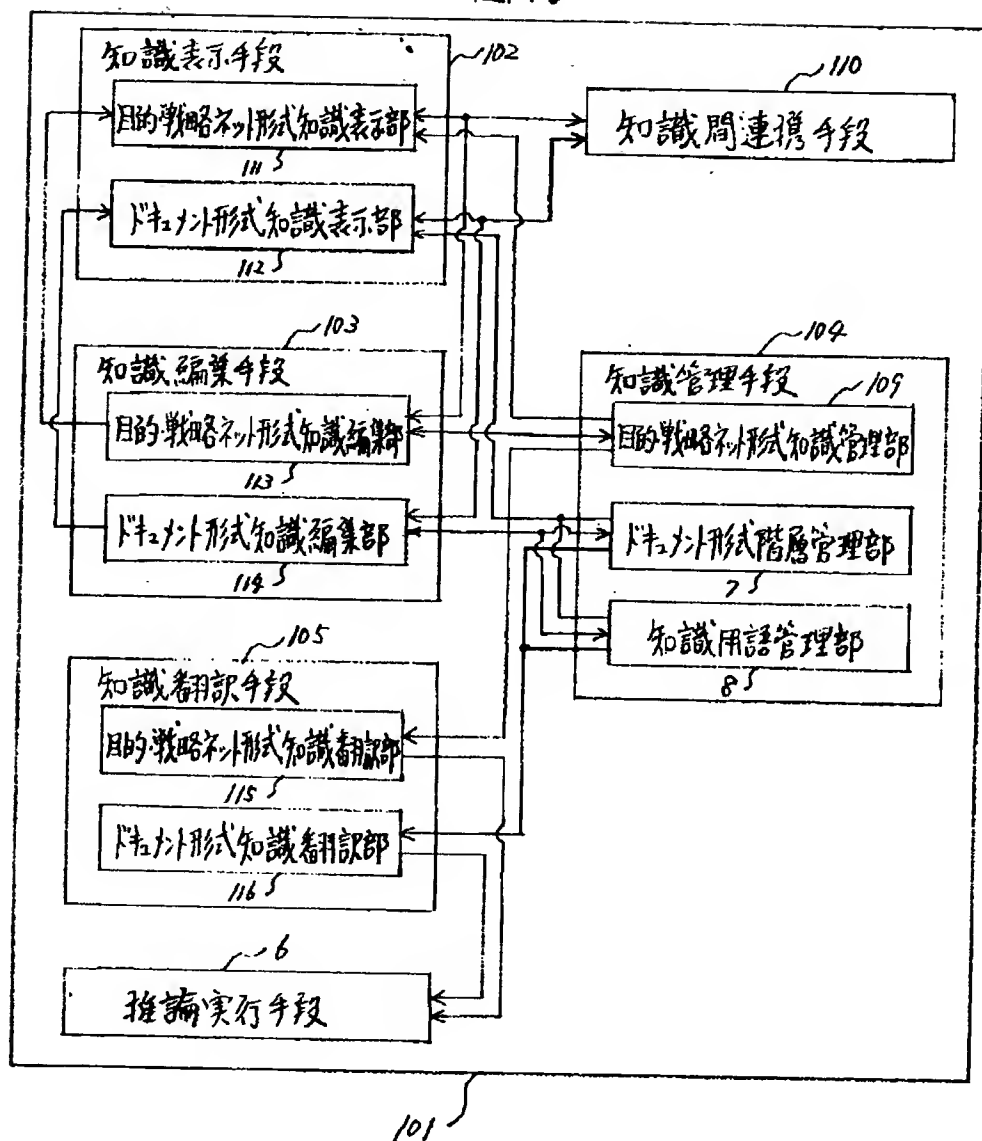 知識表示手段
102
目的・戦略ネット形式知識表示部
111
ドキュメント形式知識表示部
112
110
知識間連携手段
103
知識編集手段
目的・戦略ネット形式知識編集部
113
ドキュメント形式知識編集部
114
104
知識管理手段
109
目的・戦略ネット形式知識管理部
ドキュメント形式階層管理部
7
知識用語管理部
8
105
知識翻訳手段
目的・戦略ネット形式知識翻訳部
115
ドキュメント形式知識翻訳部
116
6
推論実行手段
101